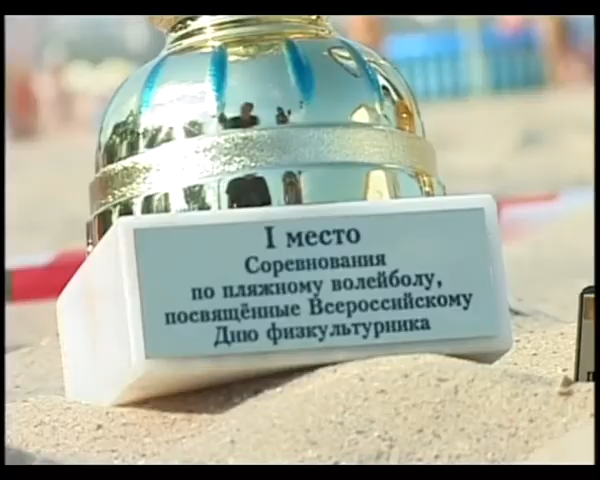 I место
Соревнования
по пляжному волейболу,
посвящённые Всероссийскому
Дню физкультурника